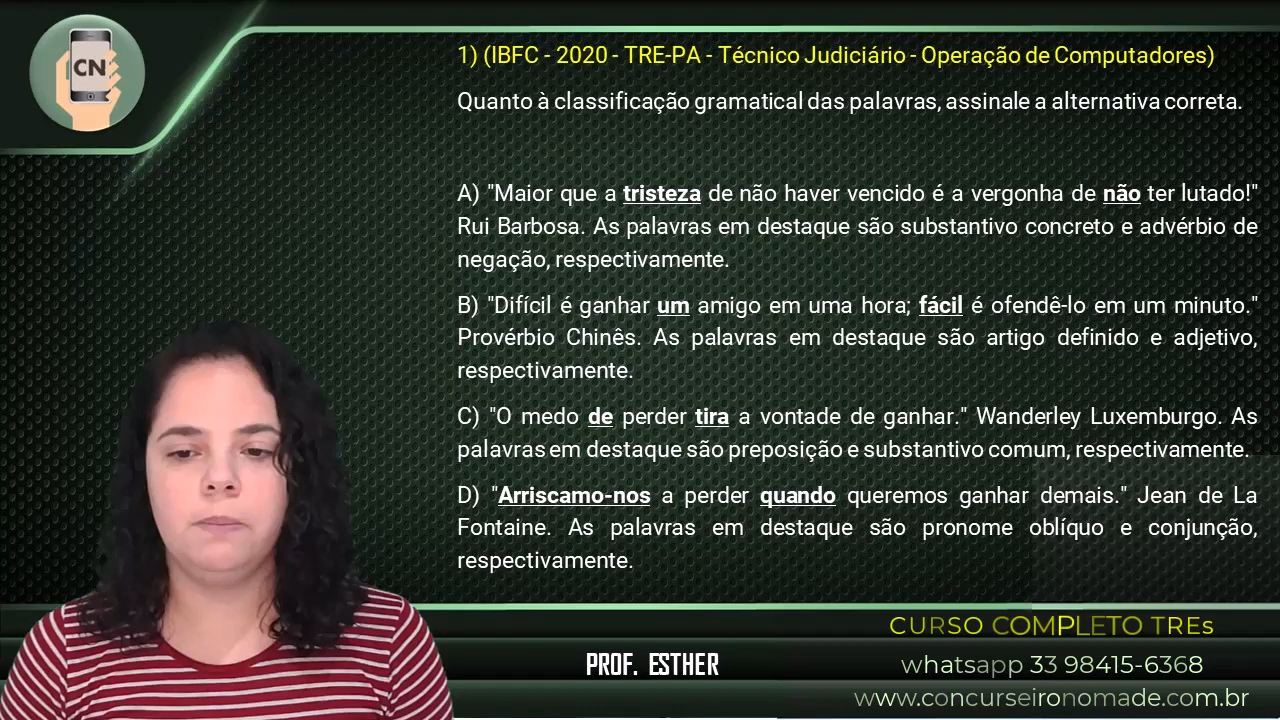 CN
1) (IBFC - 2020 - TRE-PA - Técnico Judiciário - Operação de Computadores)
Quanto à classificação gramatical das palavras, assinale a alternativa correta.
A) "Maior que a tristeza de não haver vencido é a vergonha de não ter lutado!"
Rui Barbosa. As palavras em destaque são substantivo concreto e advérbio de
negação, respectivamente.
B) "Difícil é ganhar um amigo em uma hora; fácil é ofendê-lo em um minuto."
Provérbio Chinês. As palavras em destaque são artigo definido e adjetivo,
respectivamente.
C) "O medo de perder tira a vontade de ganhar." Wanderley Luxemburgo. As
palavras em destaque são preposição e substantivo comum, respectivamente.
D) "Arriscamo-nos a perder quando queremos ganhar demais." Jean de La
Fontaine. As palavras em destaque são pronome oblíquo e conjunção,
respectivamente.
CURSO COMPLETO TREs
PROF. ESTHER
whatsapp 33 98415-6368
www.concurseironomade.com.br